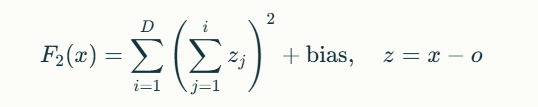 $F_2(x) = \sum_{i=1}^{D} \left( \sum_{j=1}^{i} z_j \right)^2 + \text{bias}, \quad z = x - o$